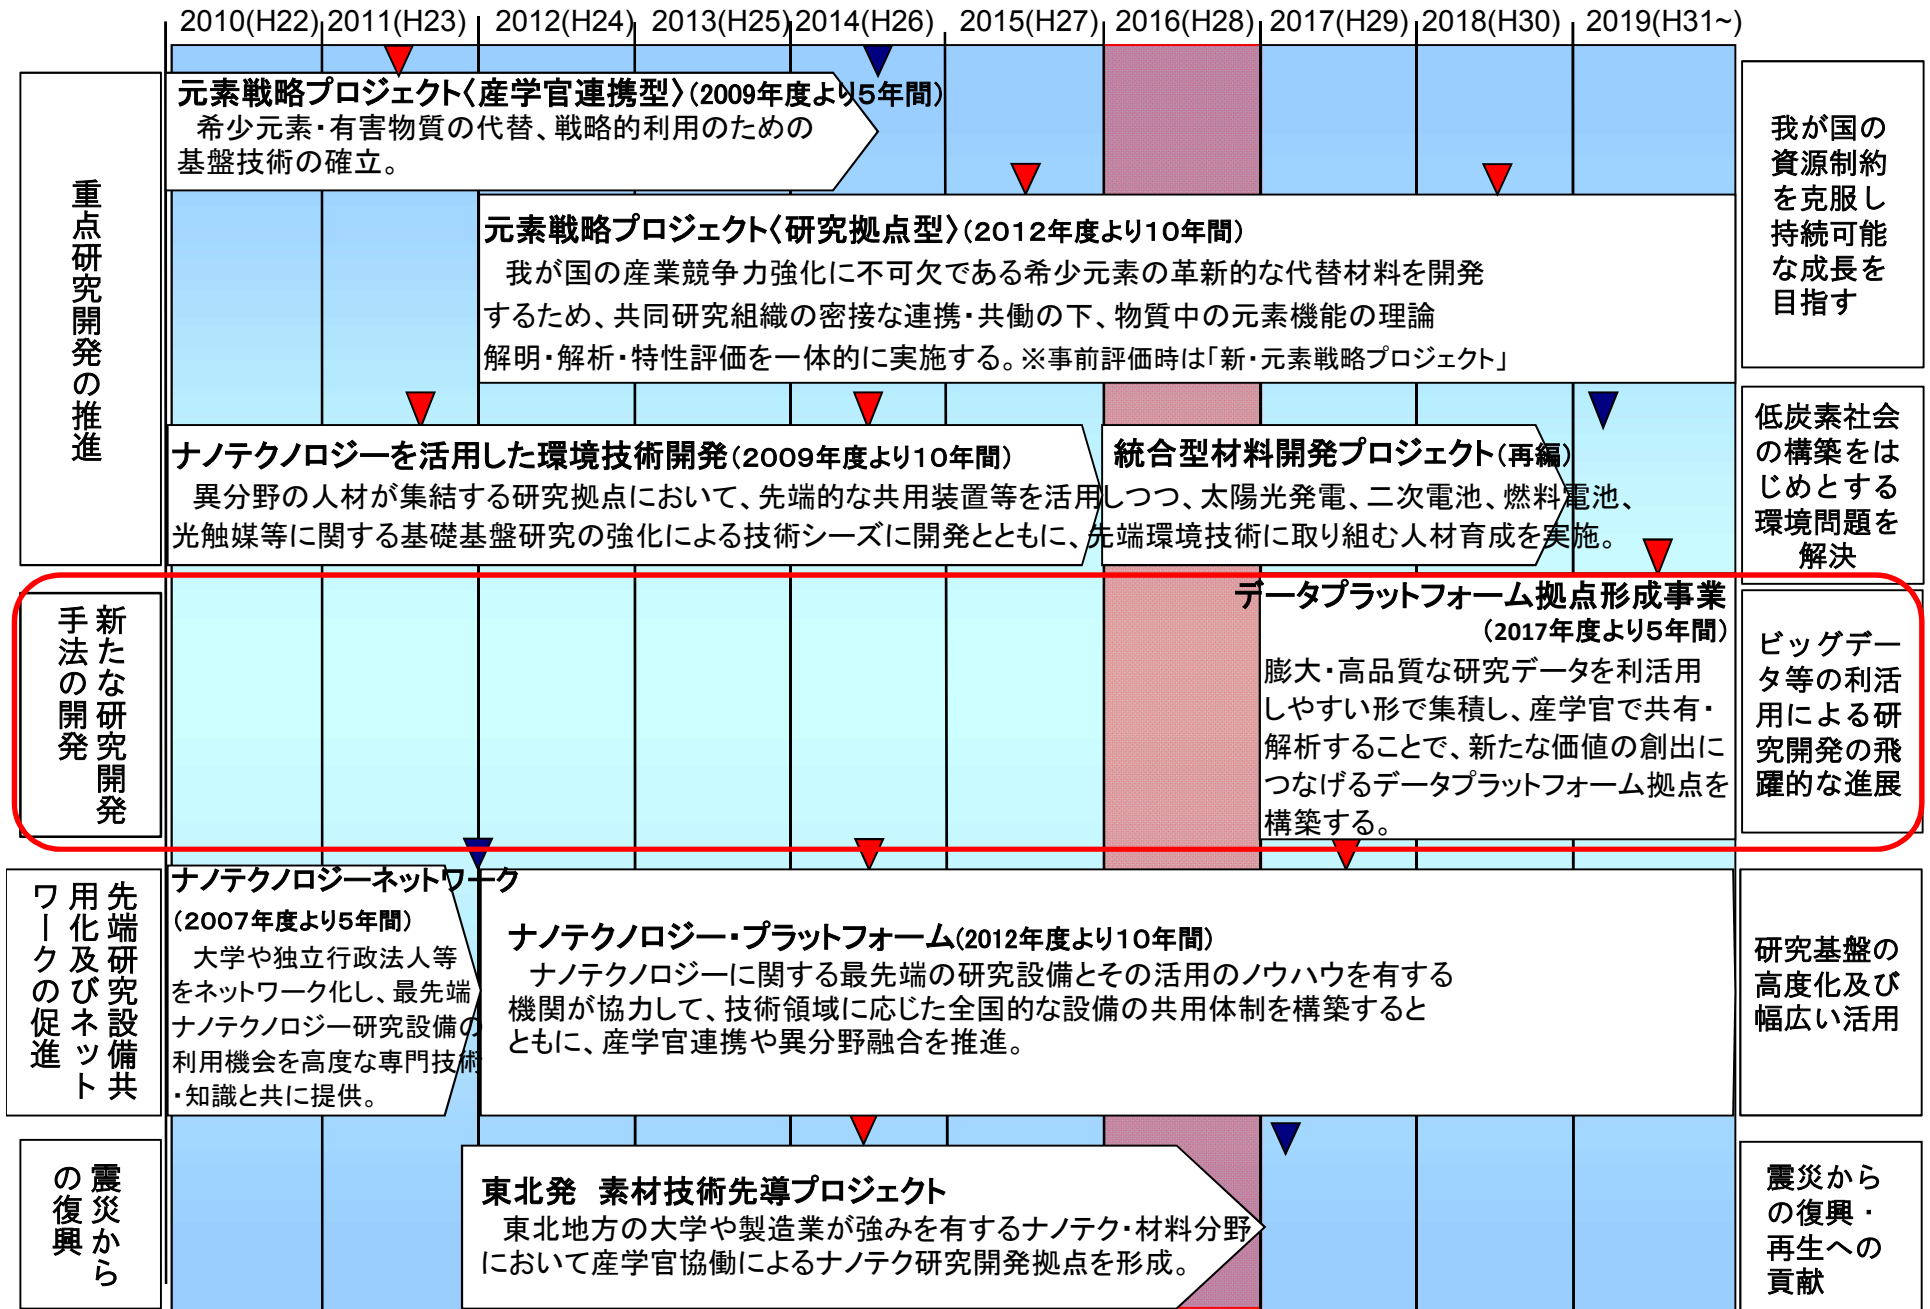 2010(H22) 2011(H23) 2012(H24) 2013(H25) 2014(H26) 2015(H27) 2016(H28) 2017(H29) 2018(H30) 2019(H31~)
重点研究開発の推進
元素戦略プロジェクト〈産学官連携型〉(2009年度より5年間)
希少元素・有害物質の代替、戦略的利用のための
基盤技術の確立。
元素戦略プロジェクト〈研究拠点型〉(2012年度より10年間)
我が国の産業競争力強化に不可欠である希少元素の革新的な代替材料を開発
するため、共同研究組織の密接な連携・共働の下、物質中の元素機能の理論
解明・解析・特性評価を一体的に実施する。※事前評価時は「新・元素戦略プロジェクト」
我が国の
資源制約
を克服し
持続可能
な成長を
目指す
ナノテクノロジーを活用した環境技術開発(2009年度より10年間)
統合型材料開発プロジェクト(再編)
異分野の人材が集結する研究拠点において、先端的な共用装置等を活用しつつ、太陽光発電、二次電池、燃料電池、
光触媒等に関する基礎基盤研究の強化による技術シーズに開発とともに、先端環境技術に取り組む人材育成を実施。
低炭素社会
の構築をは
じめとする
環境問題を
解決
新たな研究開発
手法の開発
データプラットフォーム拠点形成事業
(2017年度より5年間)
膨大・高品質な研究データを利活用
しやすい形で集積し、産学官で共有・
解析することで、新たな価値の創出に
つなげるデータプラットフォーム拠点を
構築する。
ビッグデー
タ等の利活
用による研
究開発の飛
躍的な進展
先端研究設備共
用化及びネット
ワークの促進
ナノテクノロジーネットワーク
(2007年度より5年間)
大学や独立行政法人等
をネットワーク化し、最先端
ナノテクノロジー研究設備の
利用機会を高度な専門技術
・知識と共に提供。
ナノテクノロジー・プラットフォーム(2012年度より10年間)
ナノテクノロジーに関する最先端の研究設備とその活用のノウハウを有する
機関が協力して、技術領域に応じた全国的な設備の共用体制を構築すると
ともに、産学官連携や異分野融合を推進。
研究基盤の
高度化及び
幅広い活用
震災から
の復興
東北発 素材技術先導プロジェクト
東北地方の大学や製造業が強みを有するナノテク・材料分野
において産学官協働によるナノテク研究開発拠点を形成。
震災から
の復興・
再生への
貢献